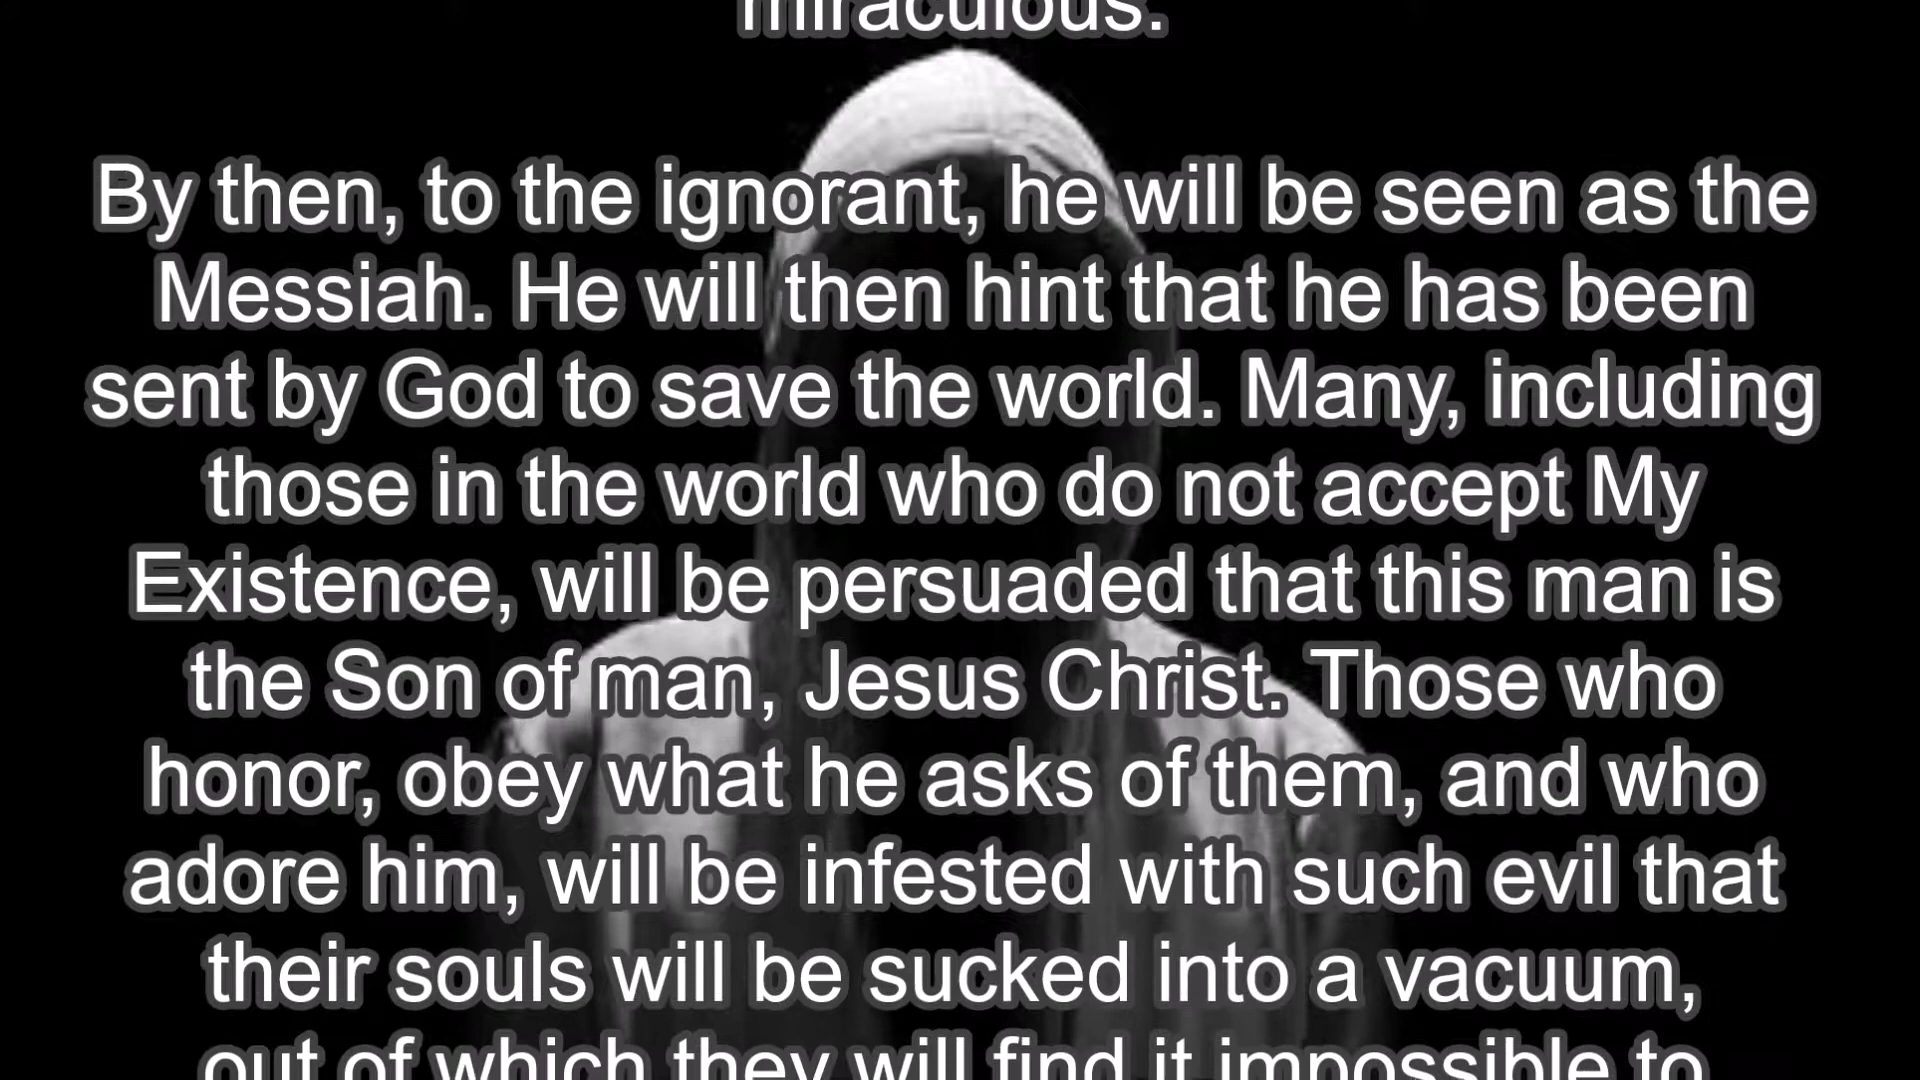 miraculous.
By then, to the ignorant, he will be seen as the
Messiah. He will then hint that he has been
sent by God to save the world. Many, including
those in the world who do not accept My
Existence, will be persuaded that this man is
the Son of man, Jesus Christ. Those who
honor, obey what he asks of them, and who
adore him, will be infested with such evil that
their souls will be sucked into a vacuum,
out of which they will find it impossible to